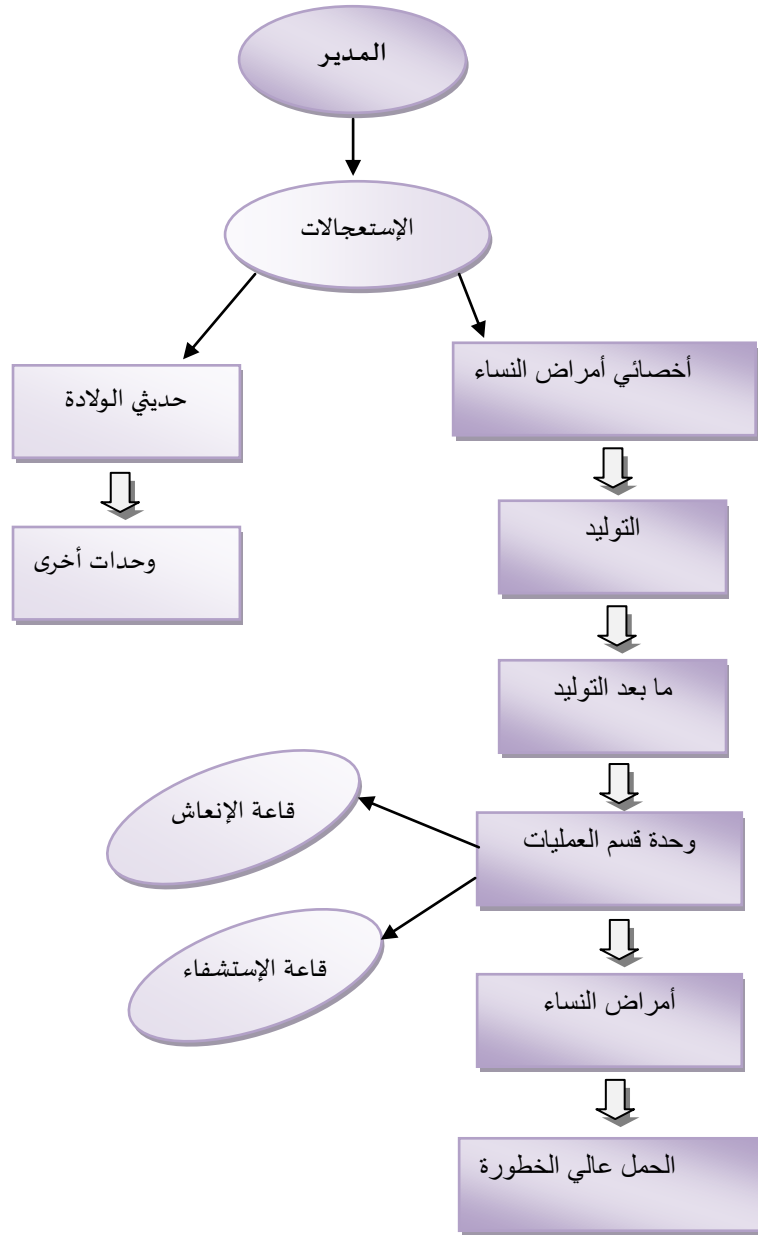 المدير
الإستعجالات
أخصائي أمراض النساء
حديثي الولادة
التوليد
وحدات أخرى
ما بعد التوليد
قاعة الإنعاش
وحدة قسم العمليات
قاعة الإستشفاء
أمراض النساء
الحمل عالي الخطورة